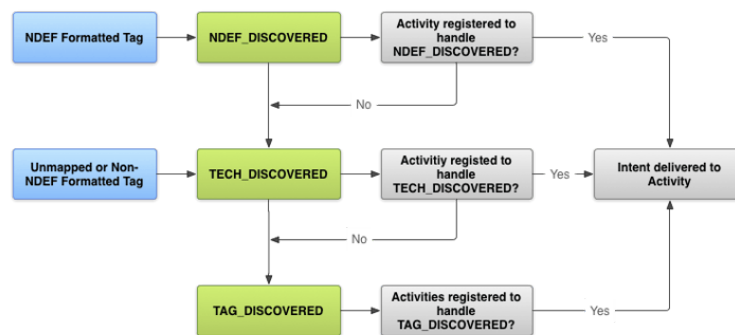 NDEF Formatted Tag
NDEF_DISCOVERED
Activity registered to
handle
NDEF_DISCOVERED?
Yes
No
Unmapped or Non-
NDEF Formatted Tag
TECH_DISCOVERED
Activitiy registed to
handle
TECH_DISCOVERED?
Yes
Intent delivered to
Activity
No
TAG_DISCOVERED
Activities registered to
handle
TAG_DISCOVERED?
Yes